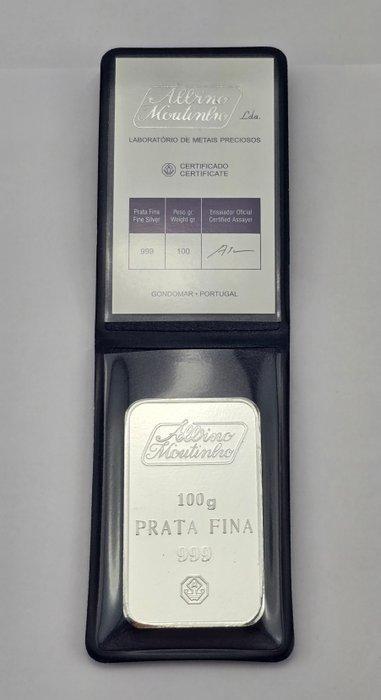 Albino
Moutinho Lda.
LABORATÓRIO DE METAIS PRECIOSOS
CERTIFICADO
CERTIFICATE
Prata Fina Peso gr. Ensaiador Oficial
Fine Silver Weight gr Certified Assayer
999 100
GONDOMAR • PORTUGAL
Albino
Moutinho
100g
PRATA FINA
999